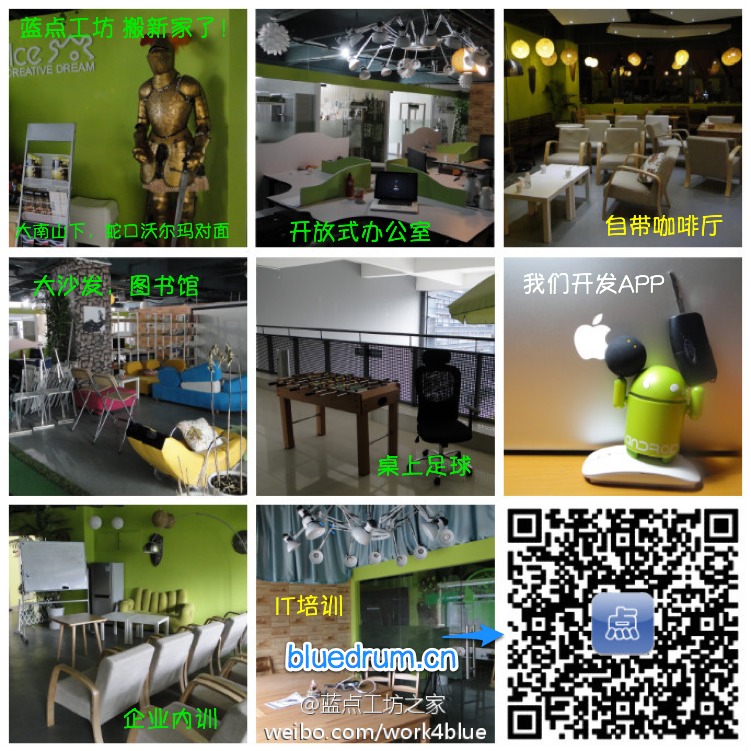 蓝点工坊 搬新家了!
ice
CREATIVE DREAM
大南山下、蛇口沃尔玛对面
开放式办公室
自带咖啡厅
大沙发、图书馆
桌上足球
我们开发APP
ANDROID
企业内训
IT培训
bluedrum.cn
@蓝点工坊之家
weibo.com/work4blue
点